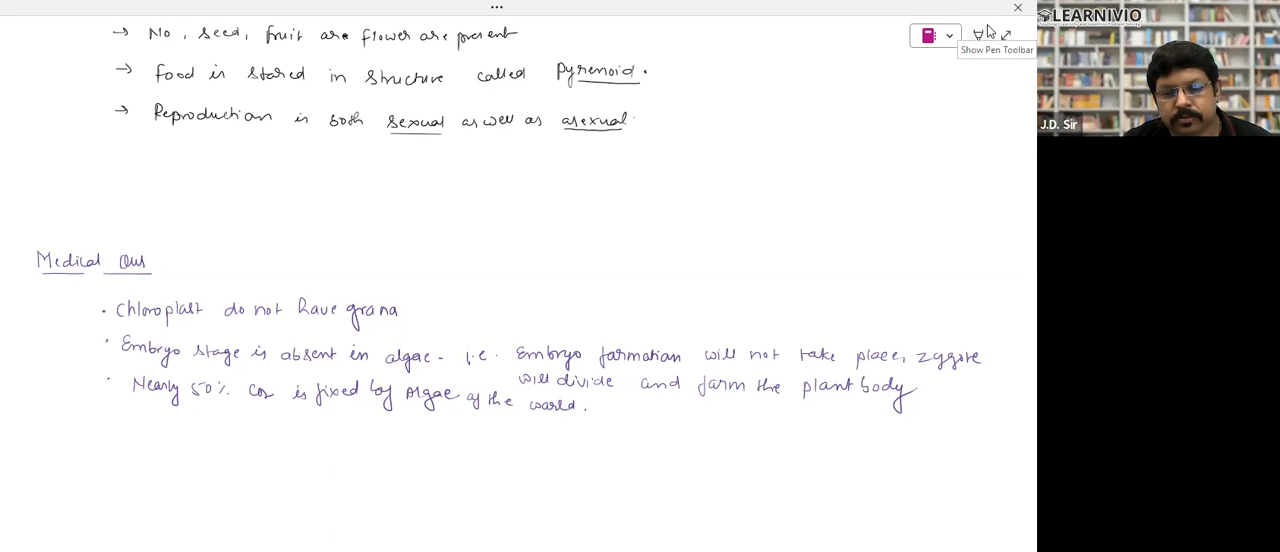 → No, seed, fruit are flower are present
→ Food is stored in structure called Pyrenoid.
→ Reproduction is both sexual as well as asexual.
Show Pen Toolbar
LEARNIVIO
J.D. Sir
Medical Ques
• Chloroplast do not have grana
• Embryo stage is absent in algae - i.e. Embryo formation will not take place, zygote
will divide and form the plant body
• Nearly 50% CO2 is fixed by Algae of the world.